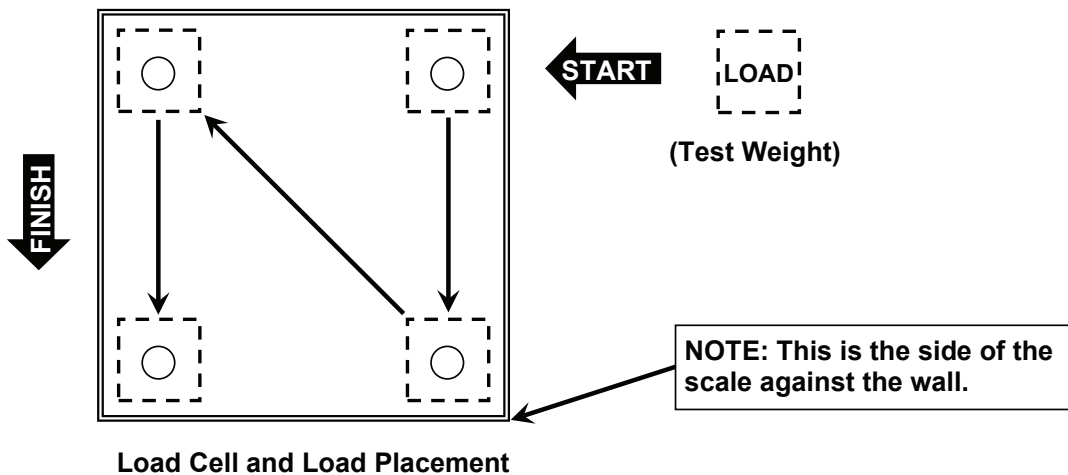 START
LOAD
(Test Weight)
FINISH
NOTE: This is the side of the
scale against the wall.
Load Cell and Load Placement